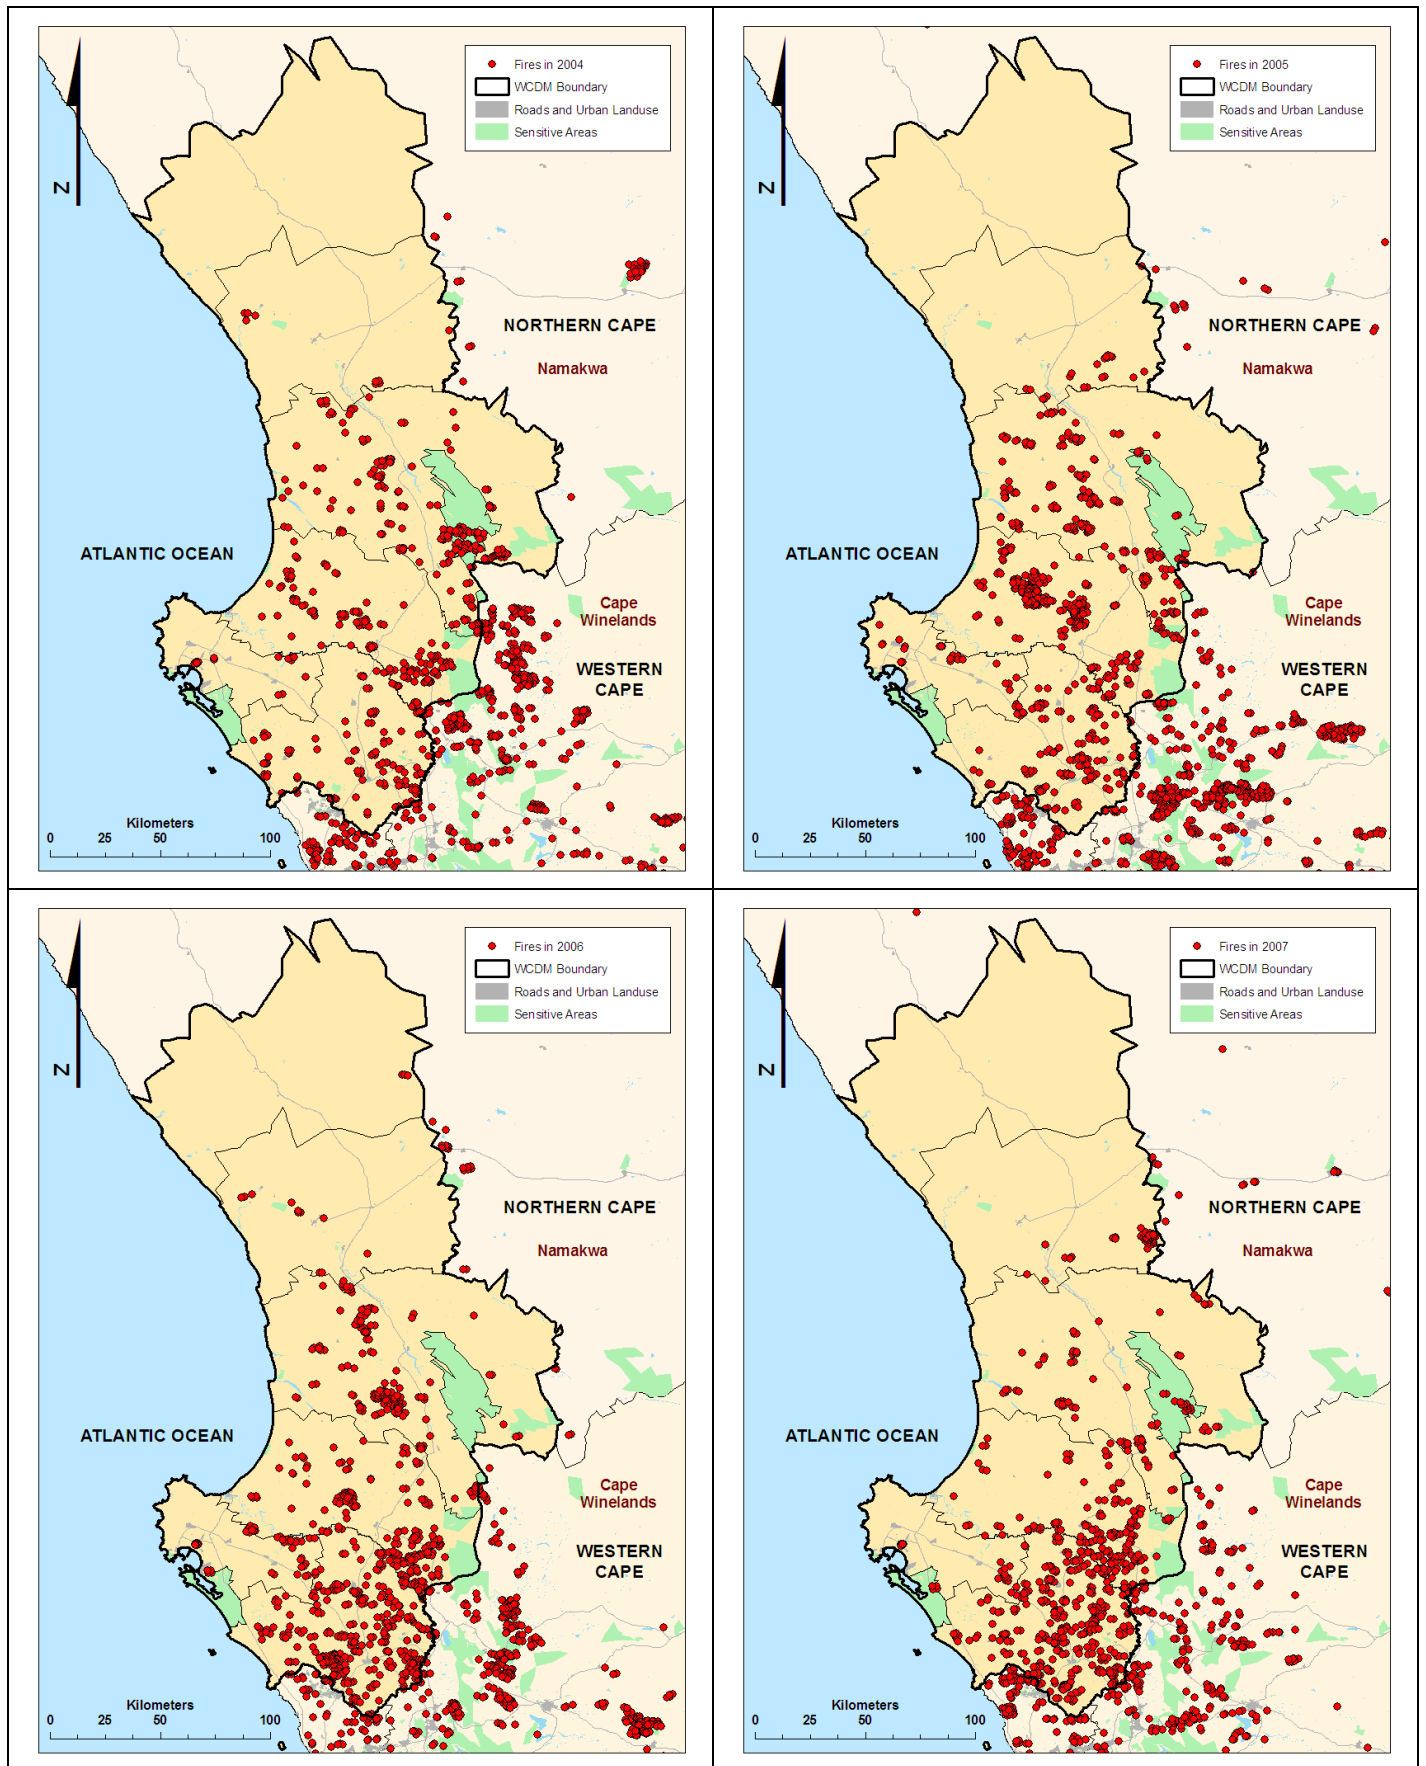 Fires in 2004
WCDM Boundary
Roads and Urban Landuse
Sensitive Areas
N
NORTHERN CAPE
Namakwa
ATLANTIC OCEAN
Cape
Winelands
WESTERN
CAPE
Kilometers
0 25 50 100
Fires in 2005
WCDM Boundary
Roads and Urban Landuse
Sensitive Areas
N
NORTHERN CAPE
Namakwa
ATLANTIC OCEAN
Cape
Winelands
WESTERN
CAPE
Kilometers
0 25 50 100
Fires in 2006
WCDM Boundary
Roads and Urban Landuse
Sensitive Areas
N
NORTHERN CAPE
Namakwa
ATLANTIC OCEAN
Cape
Winelands
WESTERN
CAPE
Kilometers
0 25 50 100
Fires in 2007
WCDM Boundary
Roads and Urban Landuse
Sensitive Areas
N
NORTHERN CAPE
Namakwa
ATLANTIC OCEAN
Cape
Winelands
WESTERN
CAPE
Kilometers
0 25 50 100